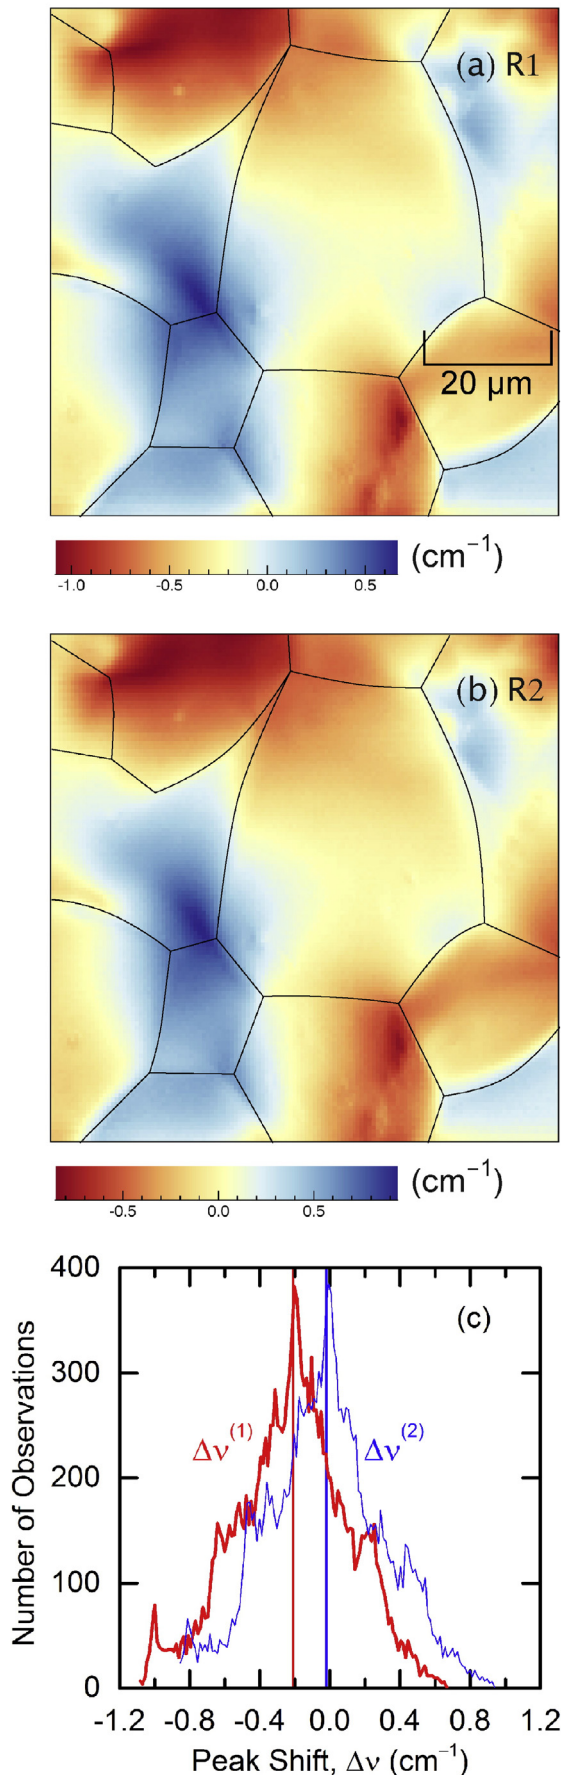 (a) R1
20 µm
-1.0 -0.5 0.0 0.5 (cm⁻¹)
(b) R2
-0.5 0.0 0.5 (cm⁻¹)
400
(c)
300
Δν⁽¹⁾ Δν⁽²⁾
200
100
0
Number of Observations
-1.2 -0.8 -0.4 0.0 0.4 0.8 1.2
Peak Shift, Δν (cm⁻¹)